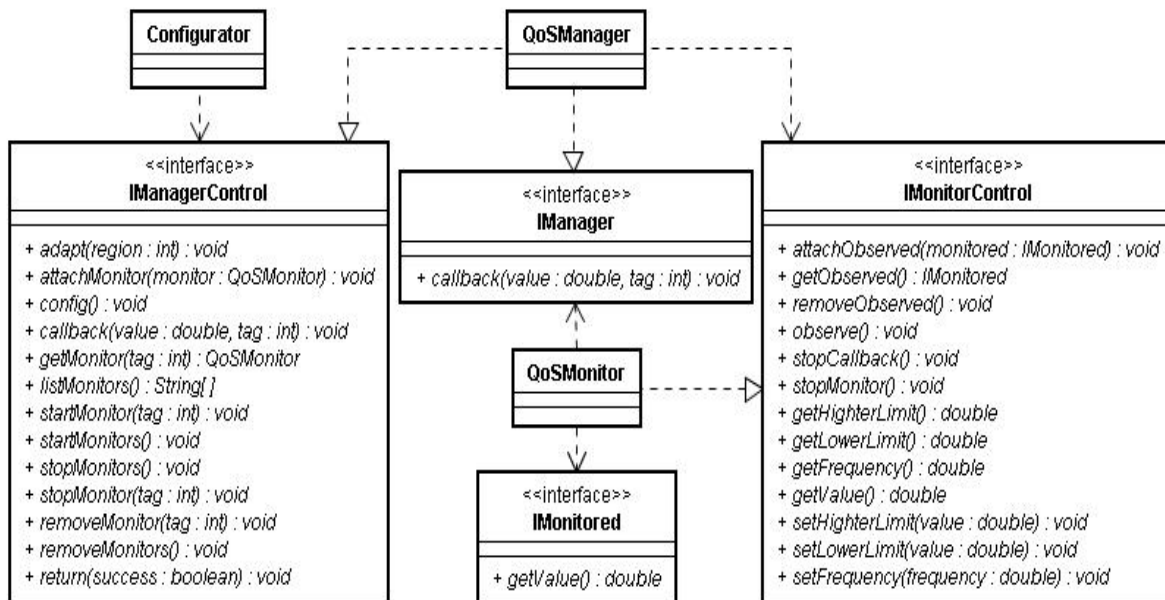 Configurator
QoSManager
<<interface>>
IManagerControl
+ adapt(region : int) : void
+ attachMonitor(monitor : QoSMonitor) : void
+ config() : void
+ callback(value : double, tag : int) : void
+ getMonitor(tag : int) : QoSMonitor
+ listMonitors() : String[ ]
+ startMonitor(tag : int) : void
+ startMonitors() : void
+ stopMonitors() : void
+ stopMonitor(tag : int) : void
+ removeMonitor(tag : int) : void
+ removeMonitors() : void
+ return(success : boolean) : void
<<interface>>
IManager
+ callback(value : double, tag : int) : void
QoSMonitor
<<interface>>
IMonitored
+ getValue() : double
<<interface>>
IMonitorControl
+ attachObserved(monitored : IMonitored) : void
+ getObserved() : IMonitored
+ removeObserved() : void
+ observe() : void
+ stopCallback() : void
+ stopMonitor() : void
+ getHighterLimit() : double
+ getLowerLimit() : double
+ getFrequency() : double
+ getValue() : double
+ setHighterLimit(value : double) : void
+ setLowerLimit(value : double) : void
+ setFrequency(frequency : double) : void